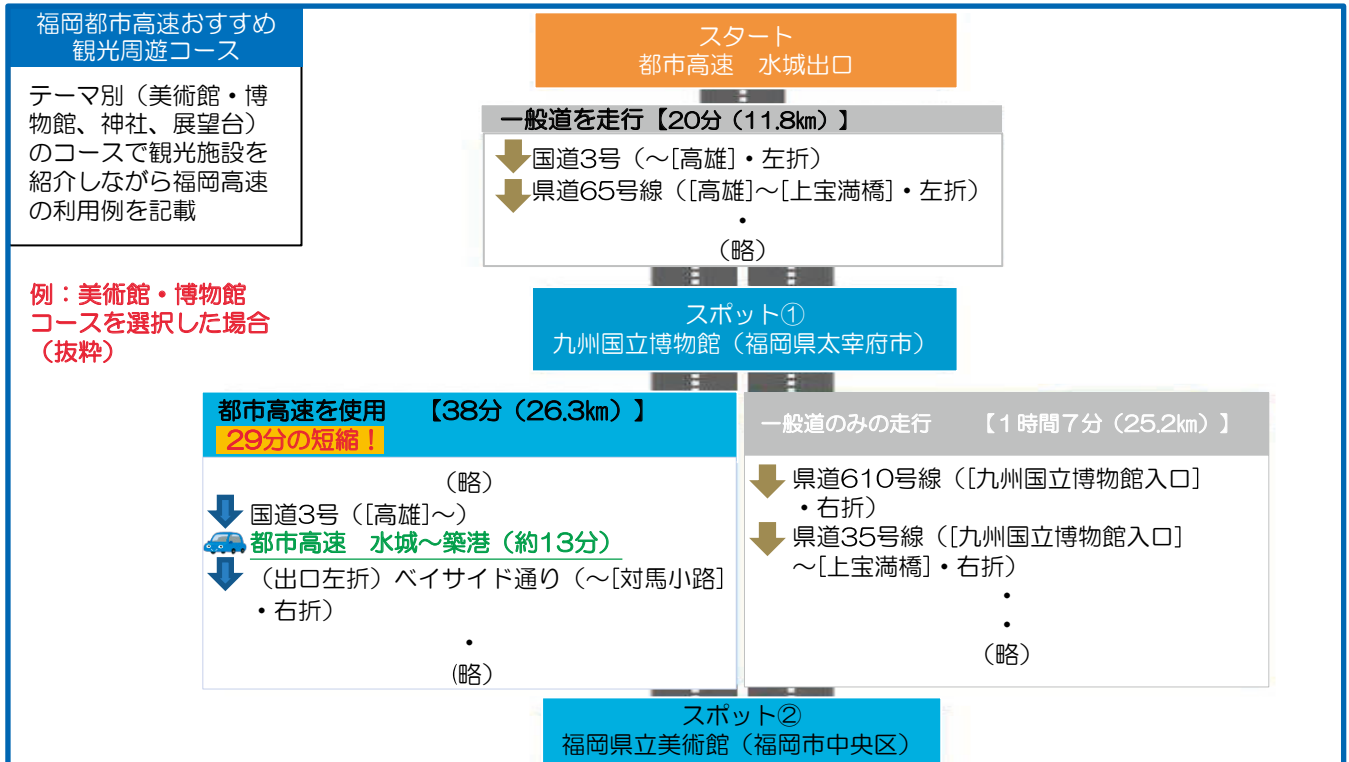 福岡都市高速おすすめ
観光周遊コース
テーマ別（美術館・博
物館、神社、展望台）
のコースで観光施設を
紹介しながら福岡高速
の利用例を記載
例：美術館・博物館
コースを選択した場合
（抜粋）
スタート
都市高速　水城出口
一般道を走行【20分（11.8㎞）】
国道3号（～[高雄]・左折）
県道65号線（[高雄]～[上宝満橋]・左折）
・
（略）
スポット①
九州国立博物館（福岡県太宰府市）
都市高速を使用　【38分（26.3㎞）】
29分の短縮！
（略）
国道3号（[高雄]～）
都市高速　水城～築港（約13分）
（出口左折）ベイサイド通り（～[対馬小路]
・右折）
・
（略）
一般道のみの走行　【１時間７分（25.2㎞）】
県道610号線（[九州国立博物館入口]
・右折）
県道35号線（[九州国立博物館入口]
～[上宝満橋]・右折）
・
・
（略）
スポット②
福岡県立美術館（福岡市中央区）